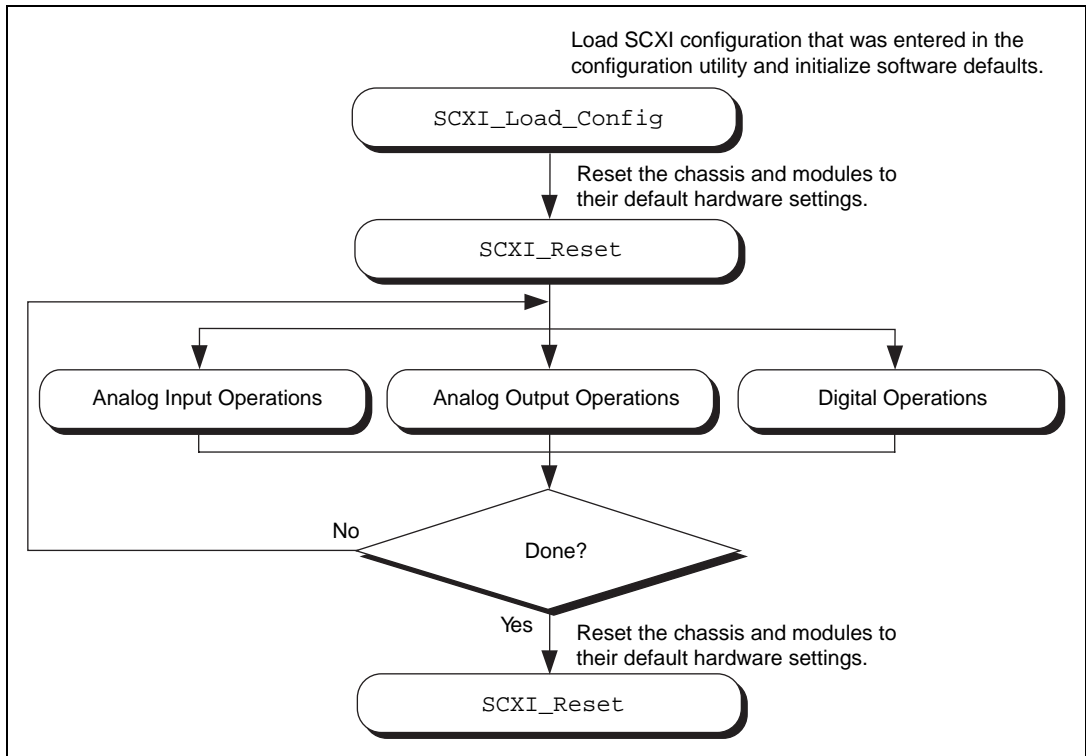 Load SCXI configuration that was entered in the
configuration utility and initialize software defaults.
SCXI_Load_Config
Reset the chassis and modules to
their default hardware settings.
SCXI_Reset
Analog Input Operations
Analog Output Operations
Digital Operations
No
Done?
Yes
Reset the chassis and modules to
their default hardware settings.
SCXI_Reset